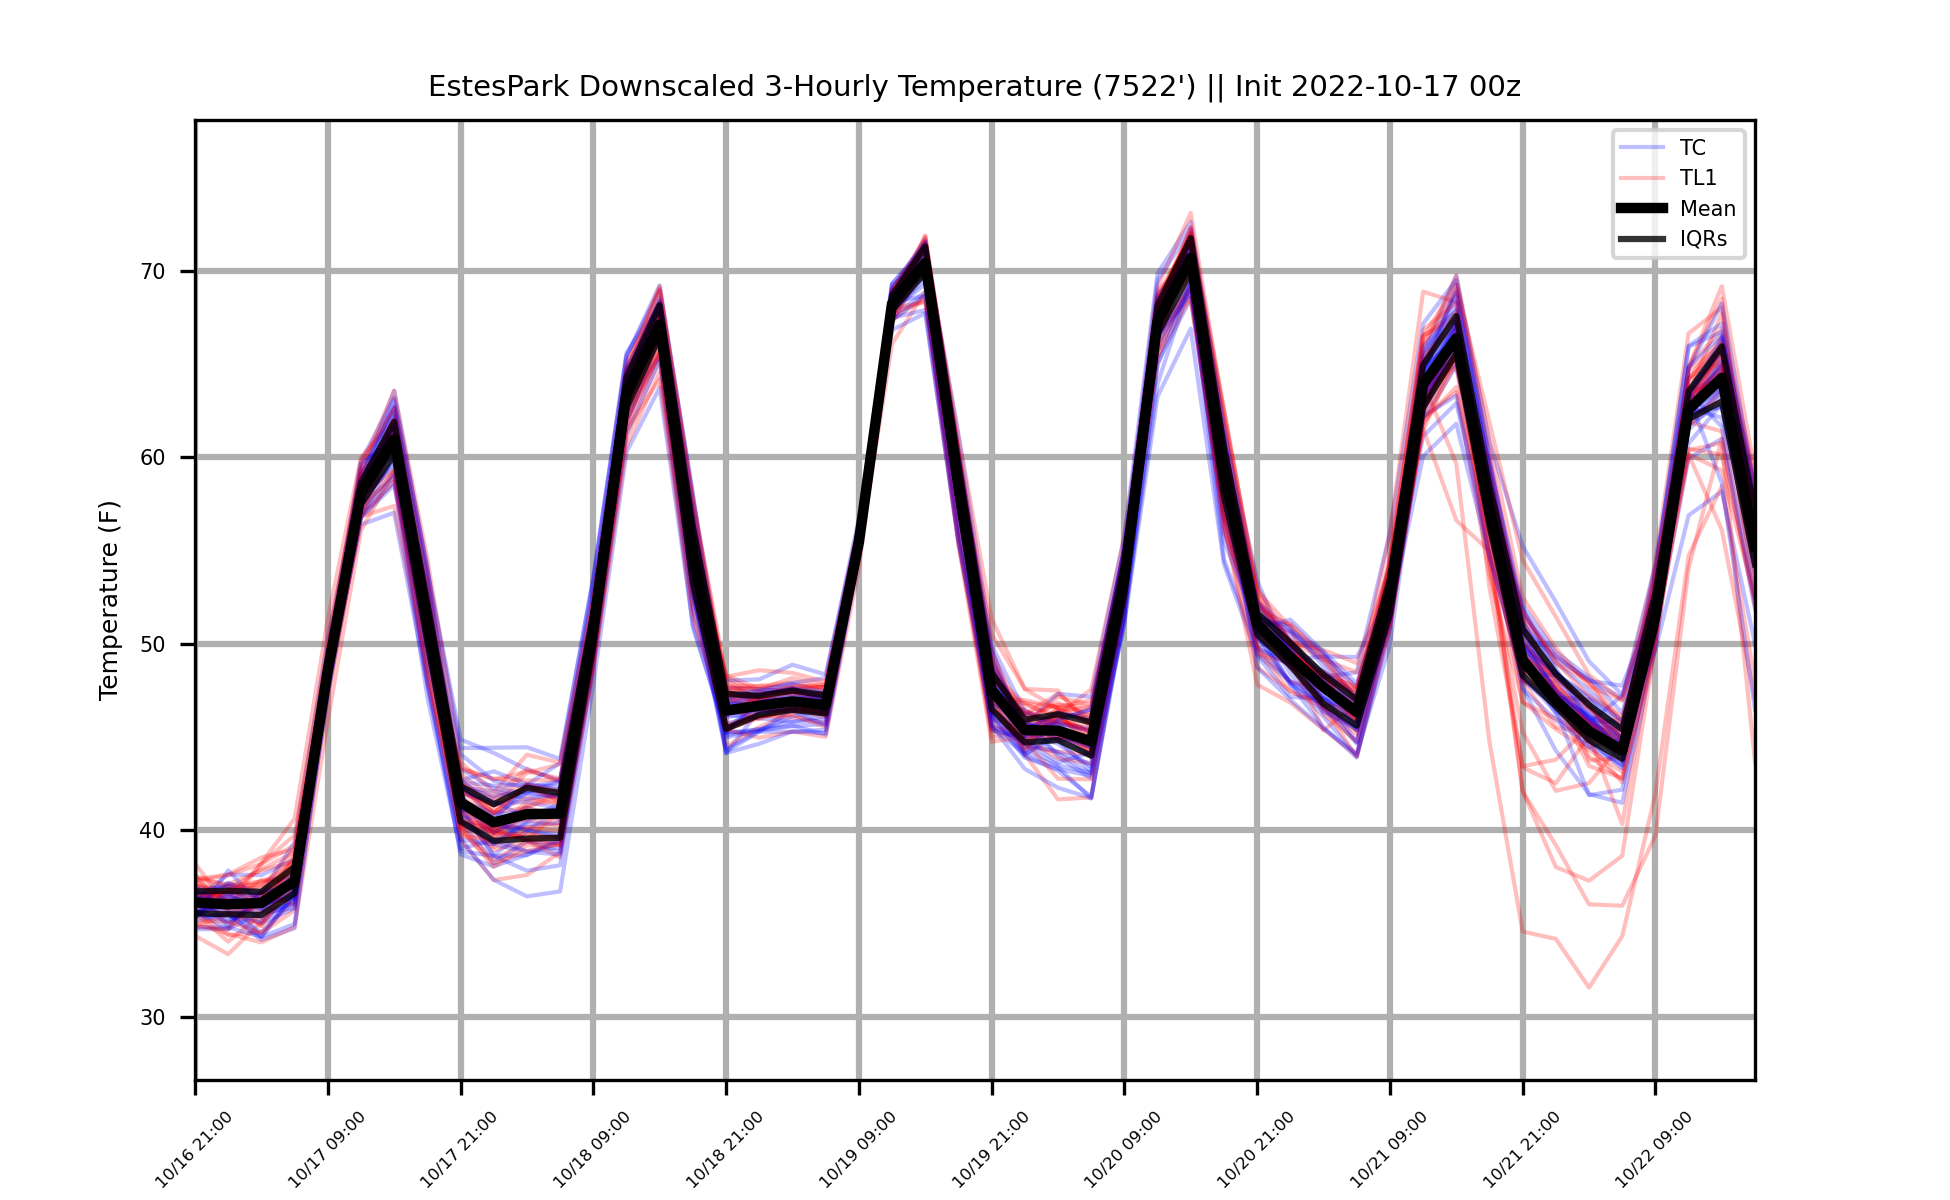 EstesPark Downscaled 3-Hourly Temperature (7522') || Init 2022-10-17 00z
TC
TL1
Mean
IQRs
Temperature (F)
70
60
50
40
30
10/16 21:00
10/17 09:00
10/17 21:00
10/18 09:00
10/18 21:00
10/19 09:00
10/19 21:00
10/20 09:00
10/20 21:00
10/21 09:00
10/21 21:00
10/22 09:00